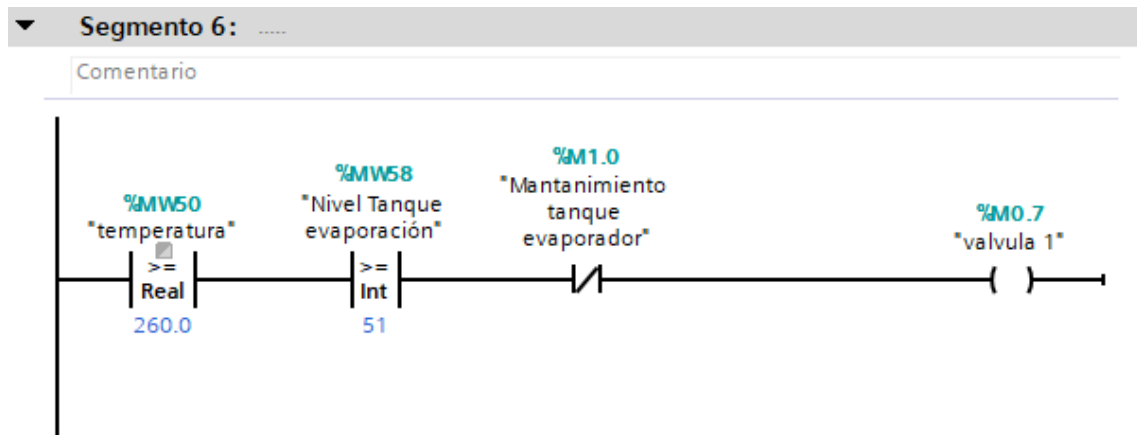 Segmento 6: .....
Comentario
%MW50
"temperatura"
>=
Real
260.0
%MW58
"Nivel Tanque
evaporación"
>=
Int
51
%M1.0
"Mantanimiento
tanque
evaporador"
%M0.7
"valvula 1"